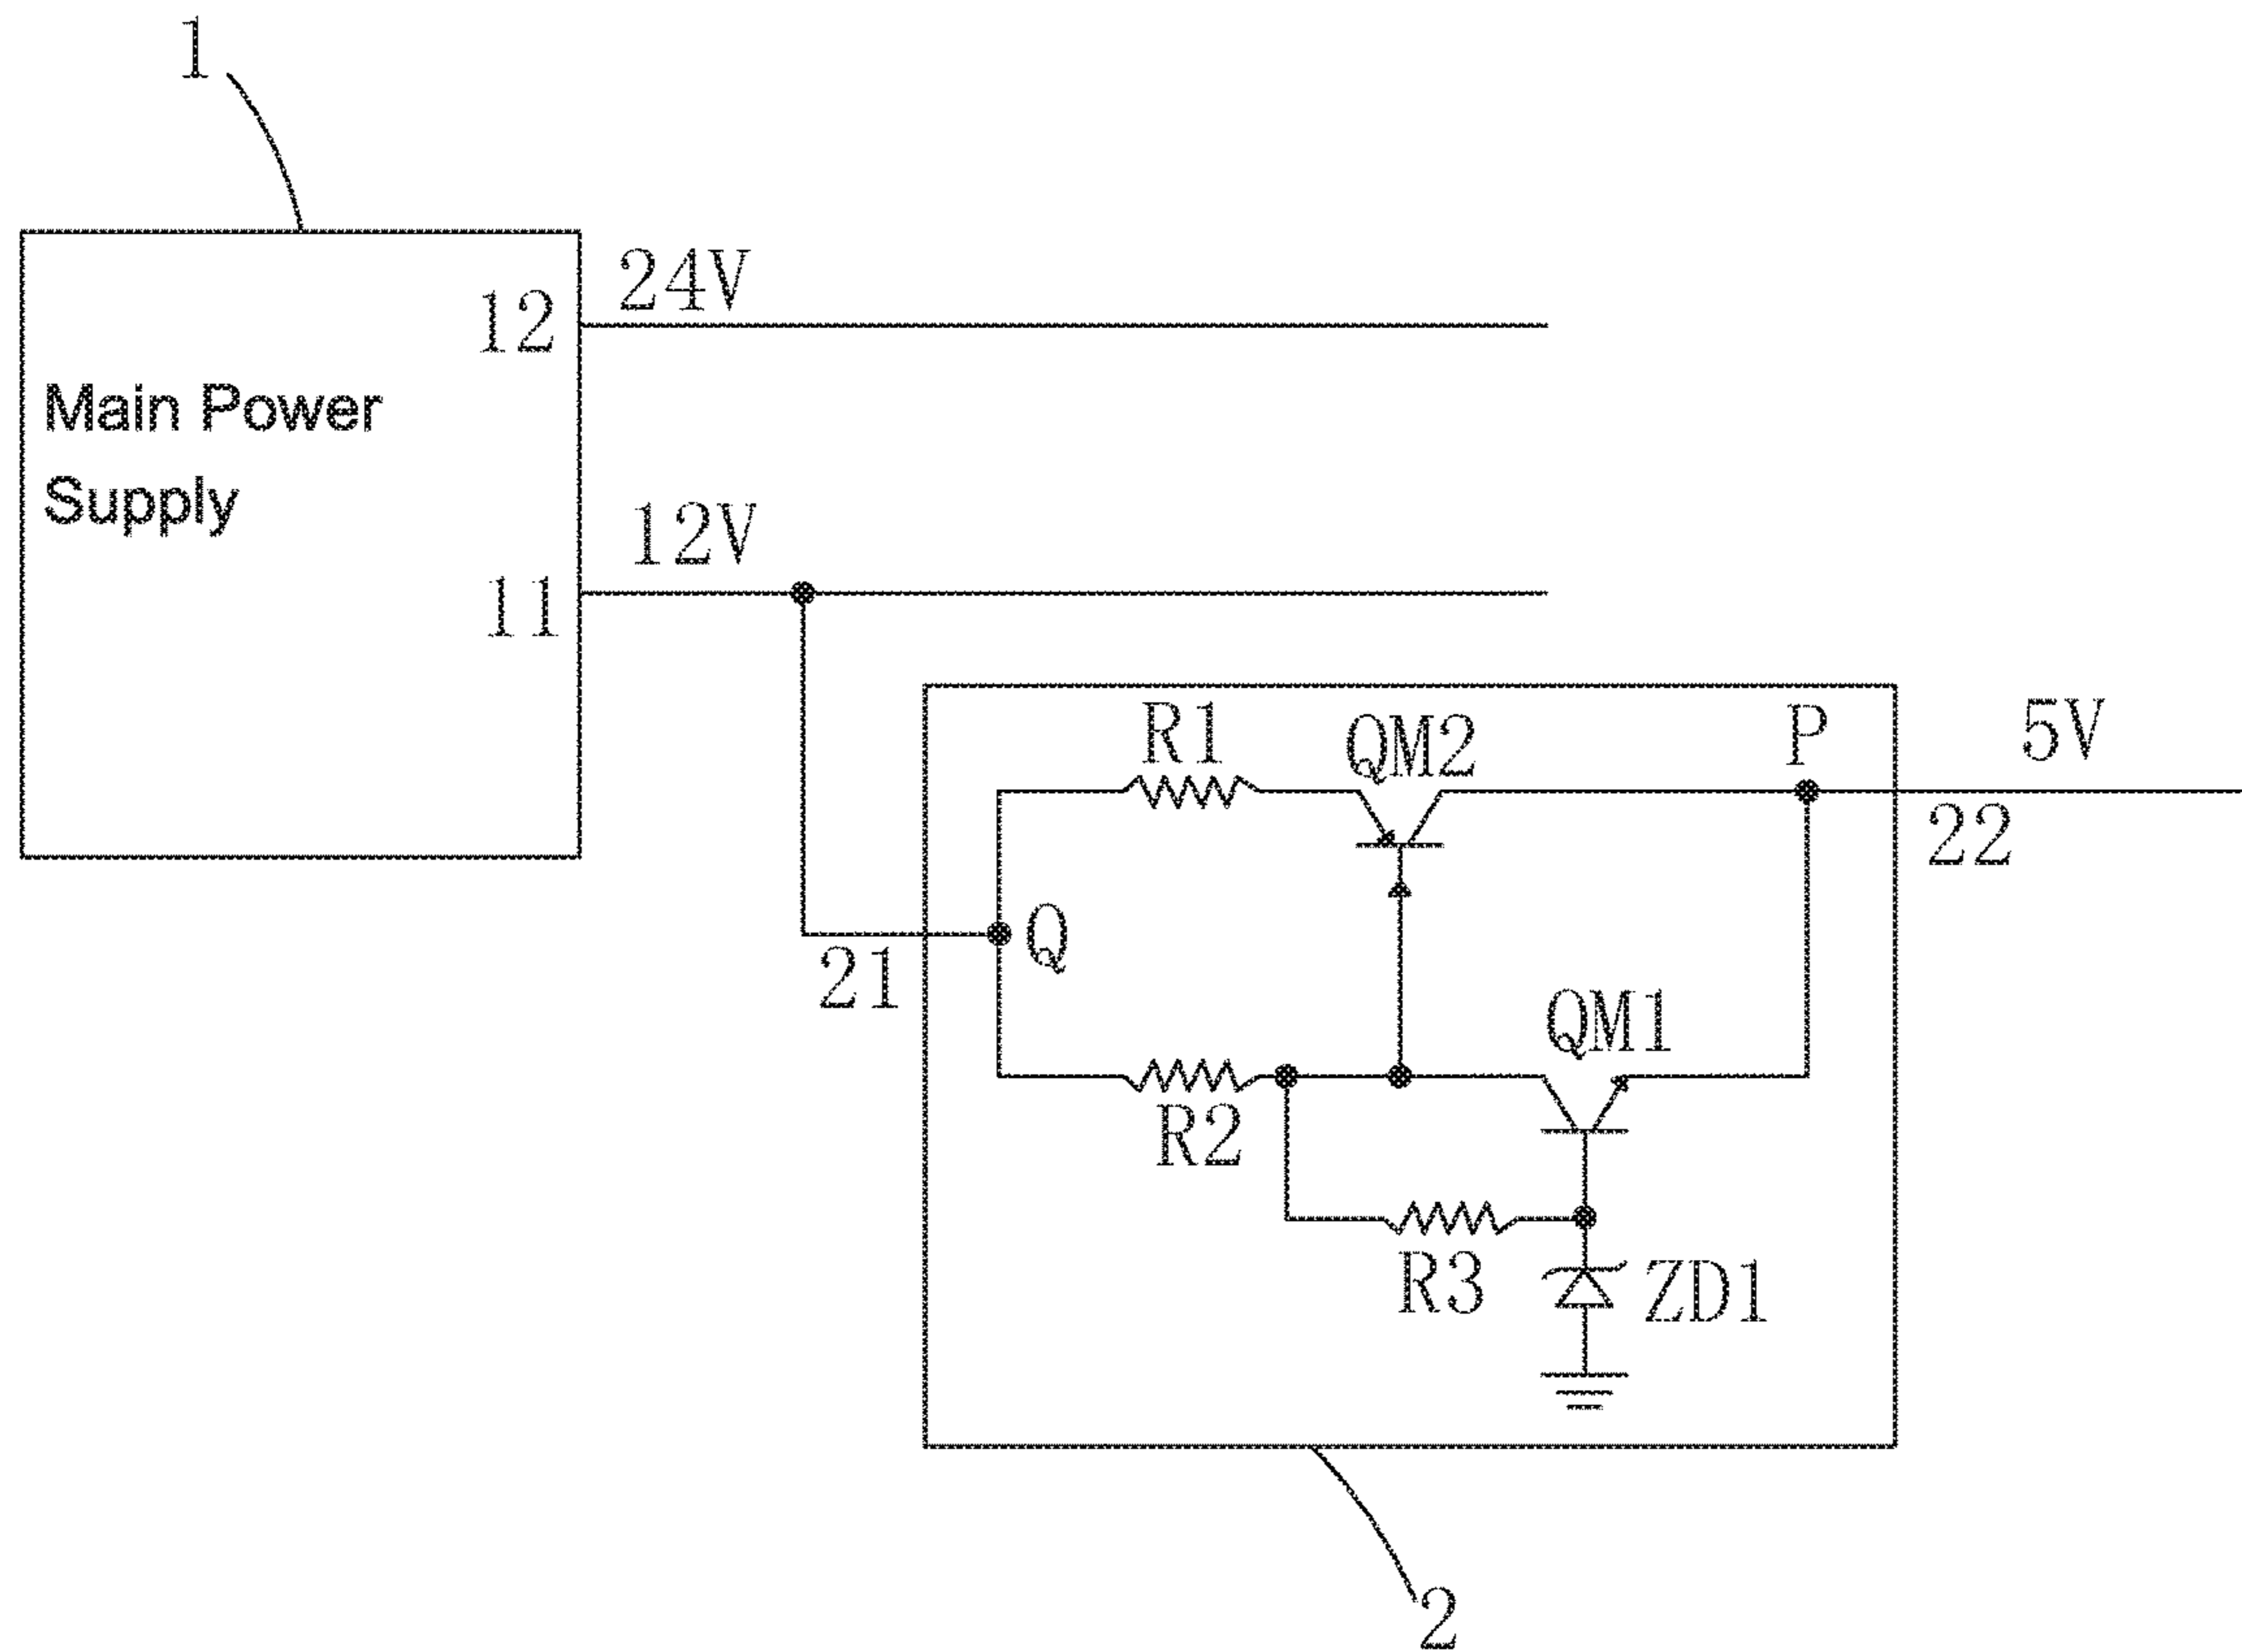 1
24V
12
Main Power
Supply
12V
11
R1
QM2
P
5V
22
Q
21
QM1
R2
R3
ZD1
2